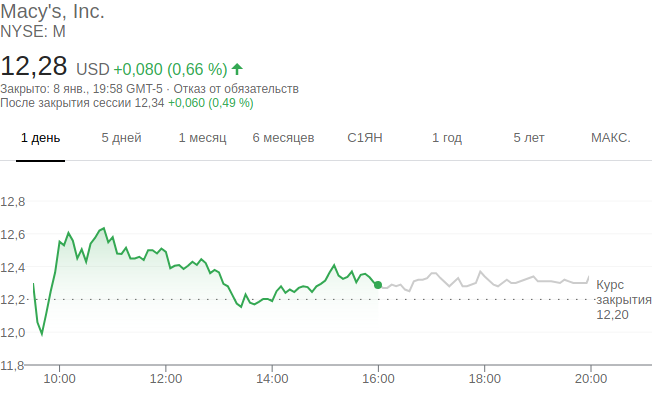 Macy's, Inc.
NYSE: M
12,28 USD +0,080 (0,66 %)
Закрыто: 8 янв., 19:58 GMT-5 · Отказ от обязательств
После закрытия сессии 12,34 +0,060 (0,49 %)
1 день 5 дней 1 месяц 6 месяцев С1ЯН 1 год 5 лет МАКС.
12,8
12,6
12,4
12,2
12,0
11,8
Курс
закрытия
12,20
10:00 12:00 14:00 16:00 18:00 20:00